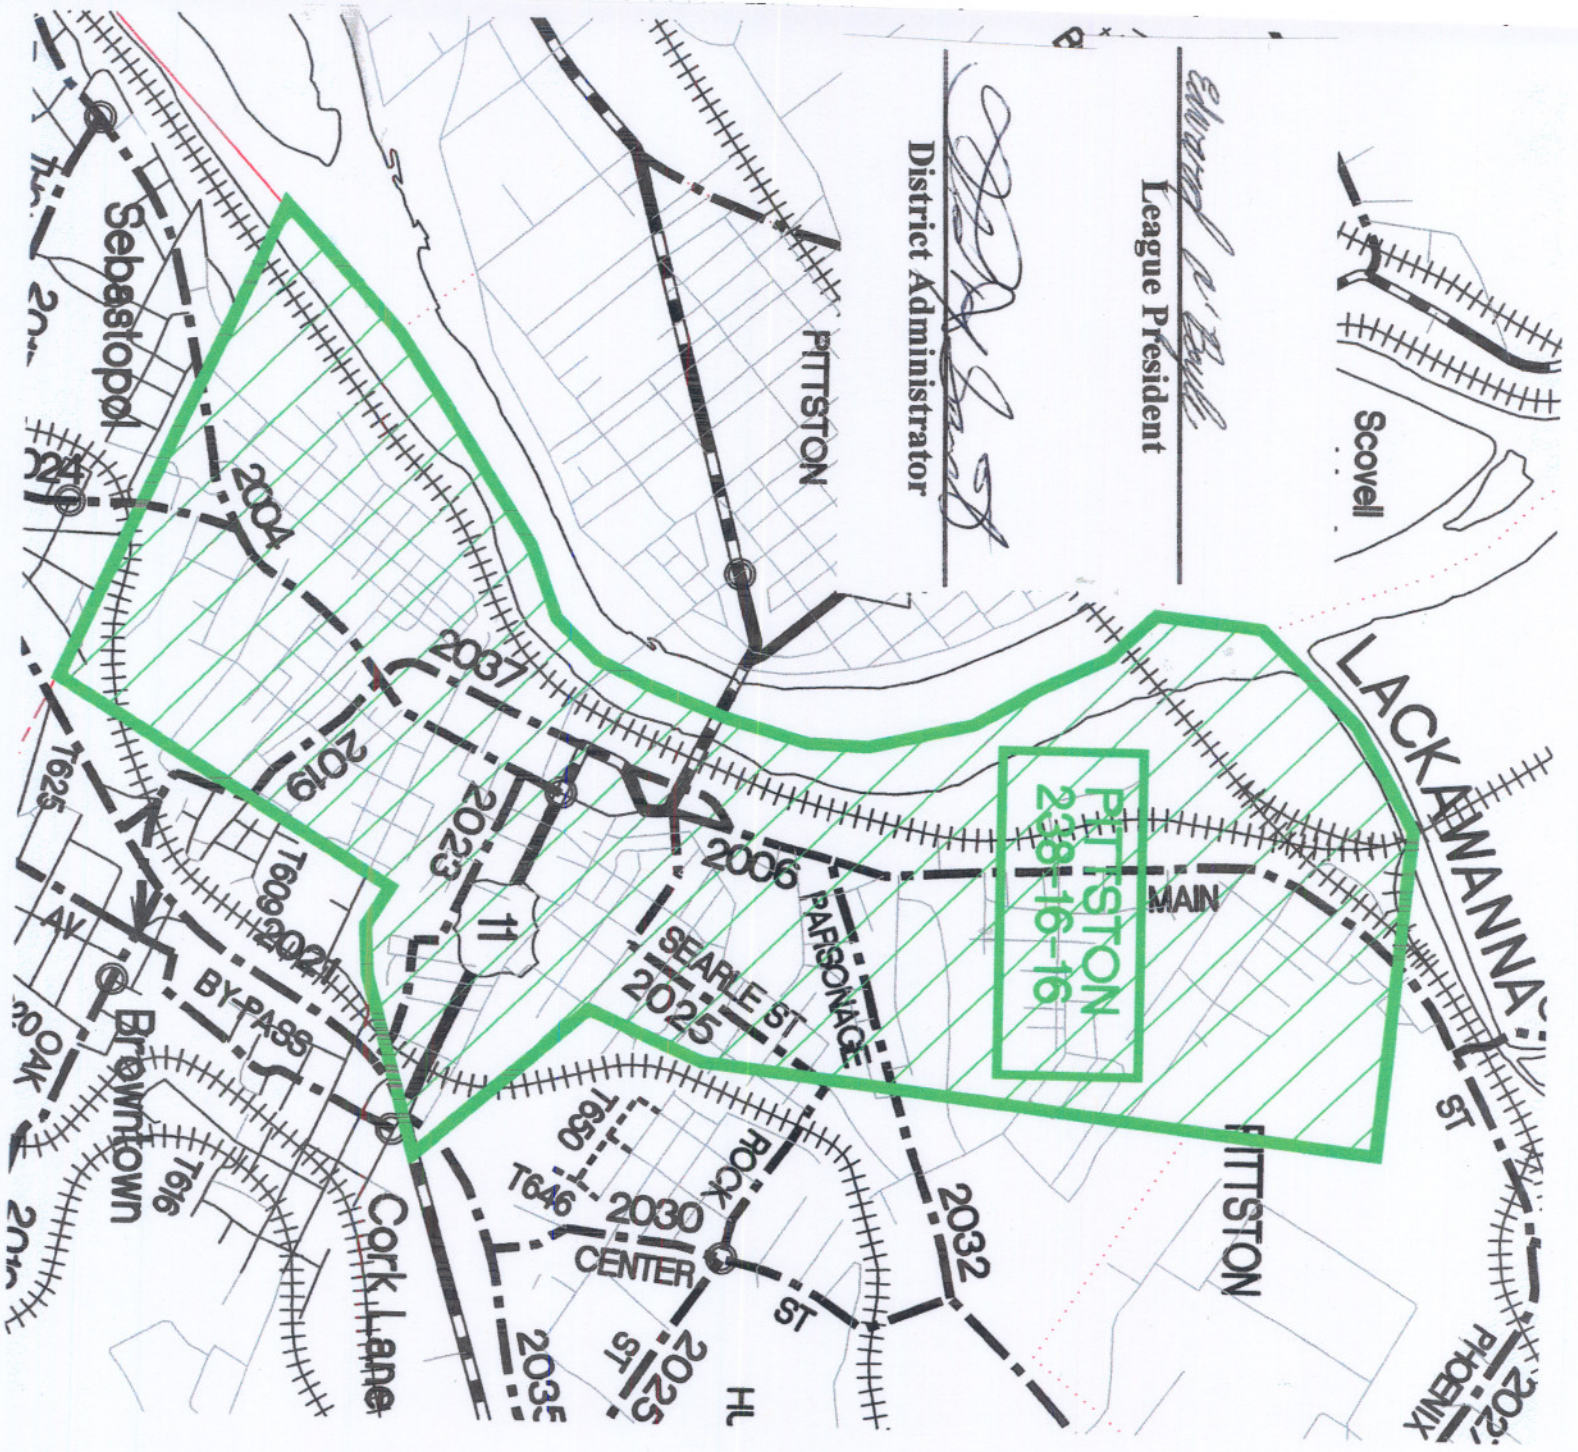 Scovell
League President
District Administrator
PITTSTON
LACKAWANNA
PITTSTON
238-16-16
MAIN
ST
PITTSTON
PHOENIX
2006
PARSONAGE
SEARLE ST
2025
2032
ROCK
2030
CENTER
ST
T650
T646
2025
ST
HL
2035
2037
2023
11
2004
2019
Sebastopol
T625
T609
2021
BY-PASS
AV
OAK
Browntown
T616
Cork Lane